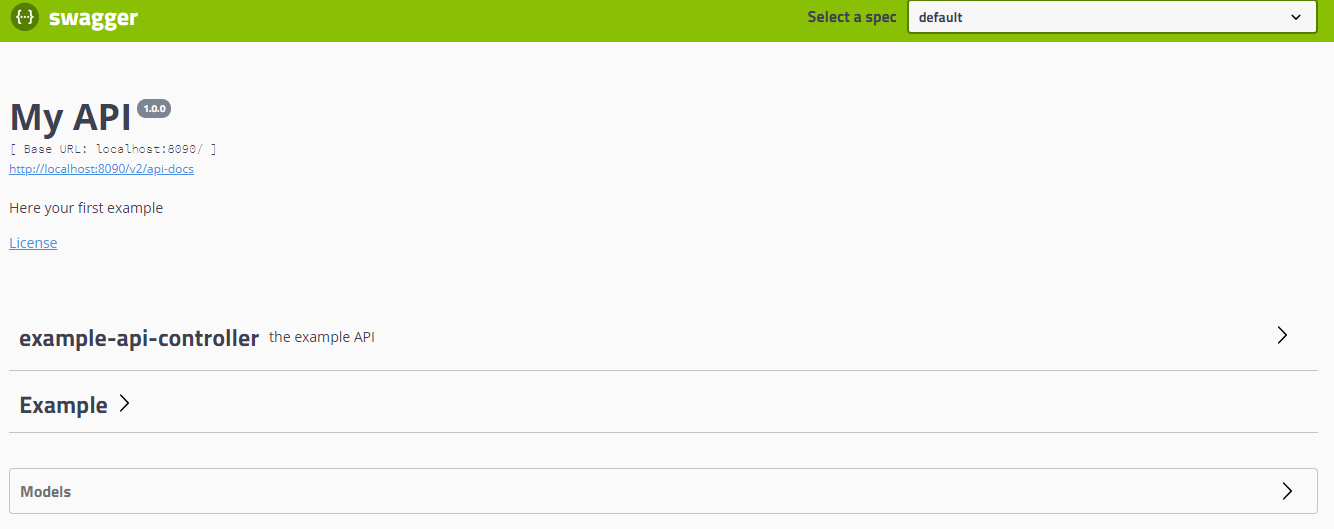 {··} swagger
Select a spec default
My API 1.0.0
[ Base URL: localhost:8090/ ]
http://localhost:8090/v2/api-docs
Here your first example
License
example-api-controller the example API
Example
Models